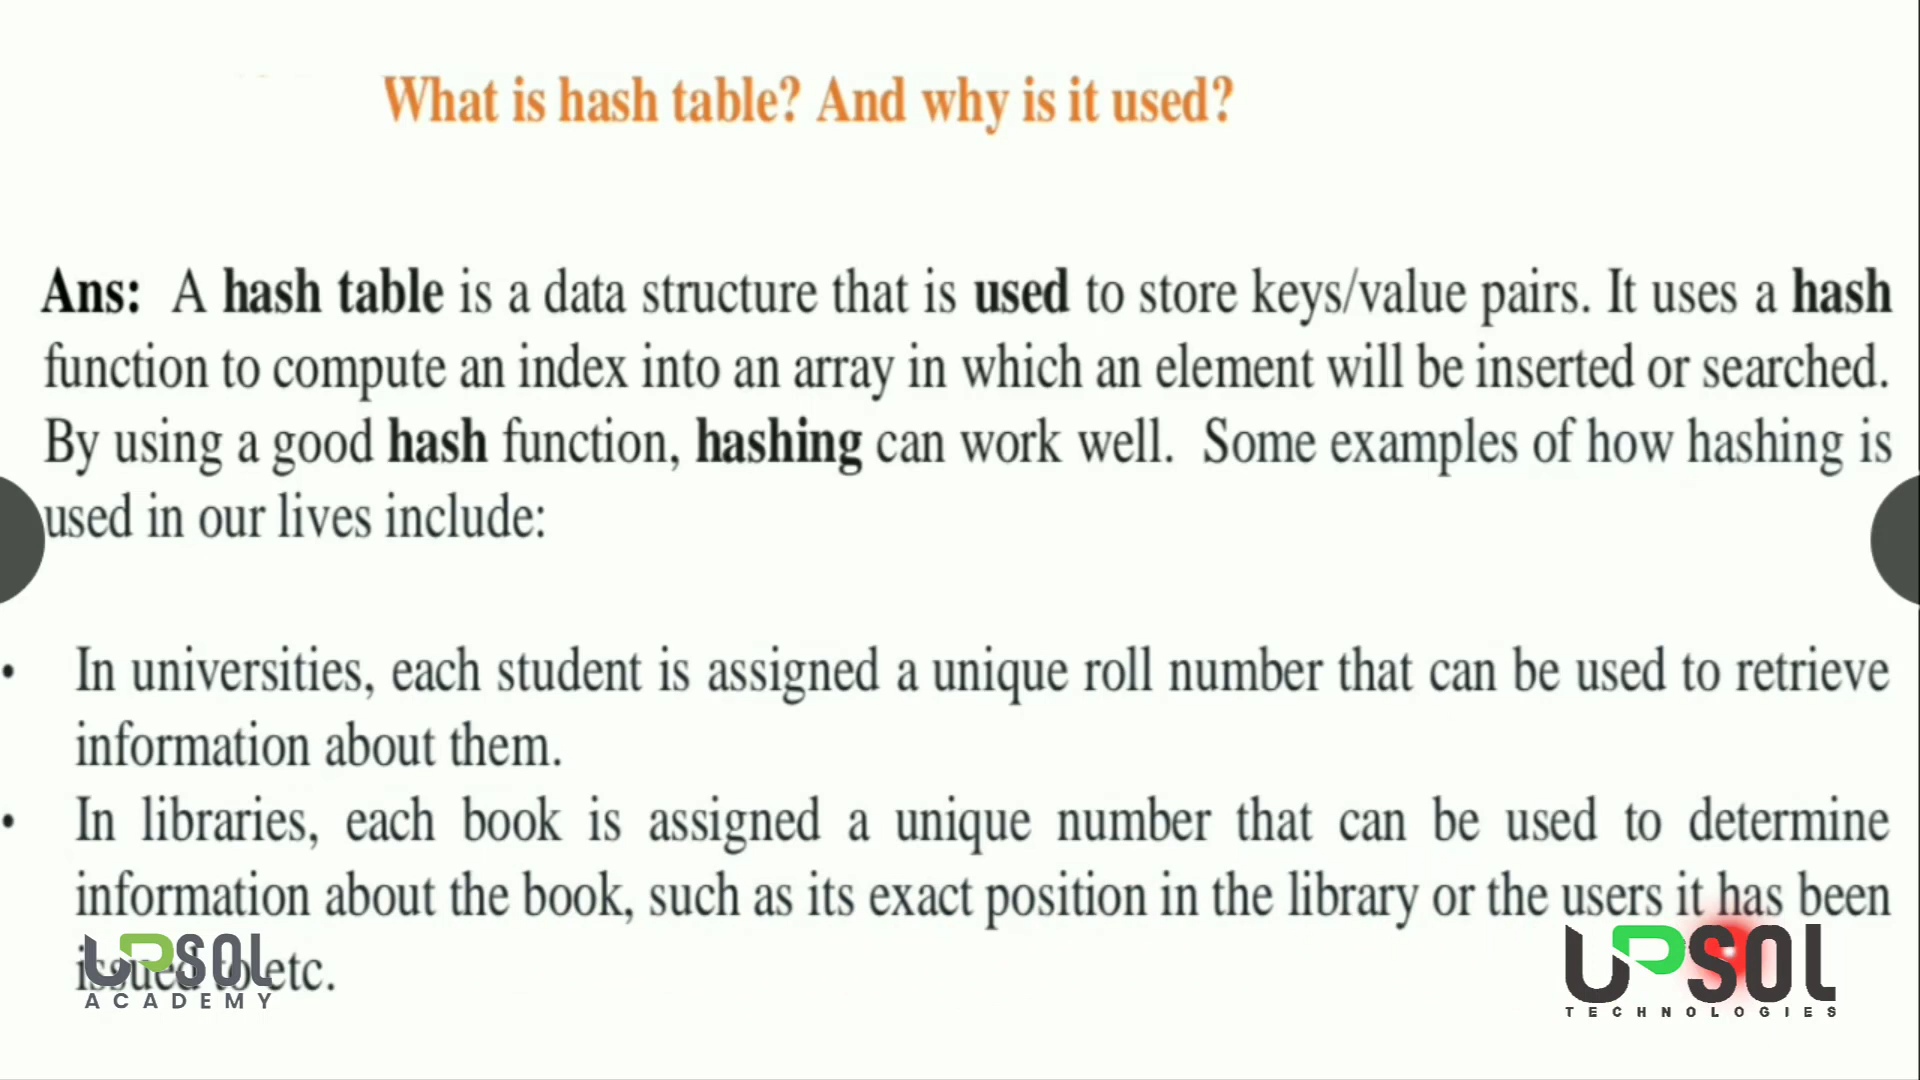 What is hash table? And why is it used?
Ans: A hash table is a data structure that is used to store keys/value pairs. It uses a hash
function to compute an index into an array in which an element will be inserted or searched.
By using a good hash function, hashing can work well. Some examples of how hashing is
used in our lives include:
• In universities, each student is assigned a unique roll number that can be used to retrieve
information about them.
• In libraries, each book is assigned a unique number that can be used to determine
information about the book, such as its exact position in the library or the users it has been
issued to etc.
UPSOL
ACADEMY
UPSOL
TECHNOLOGIES